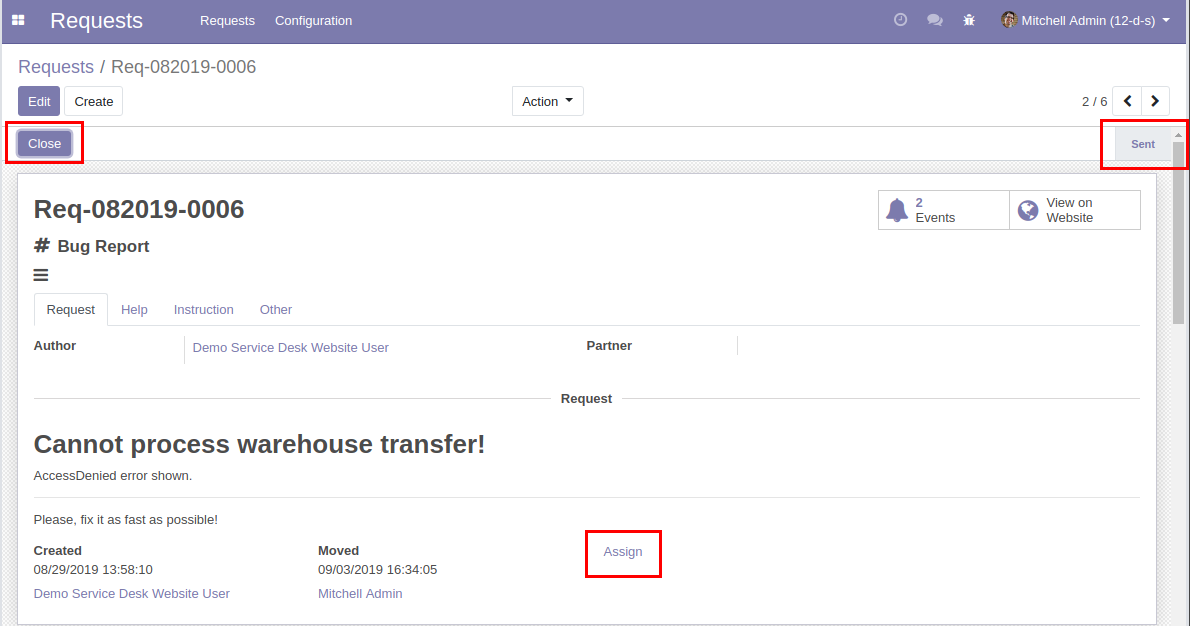 Requests Requests Configuration Mitchell Admin (12-d-s)
Requests / Req-082019-0006
Edit Create Action 2 / 6
Close Sent
Req-082019-0006
2 Events
View on Website
# Bug Report
Request Help Instruction Other
Author Demo Service Desk Website User Partner
Request
Cannot process warehouse transfer!
AccessDenied error shown.
Please, fix it as fast as possible!
Created Moved Assign
08/29/2019 13:58:10 09/03/2019 16:34:05
Demo Service Desk Website User Mitchell Admin